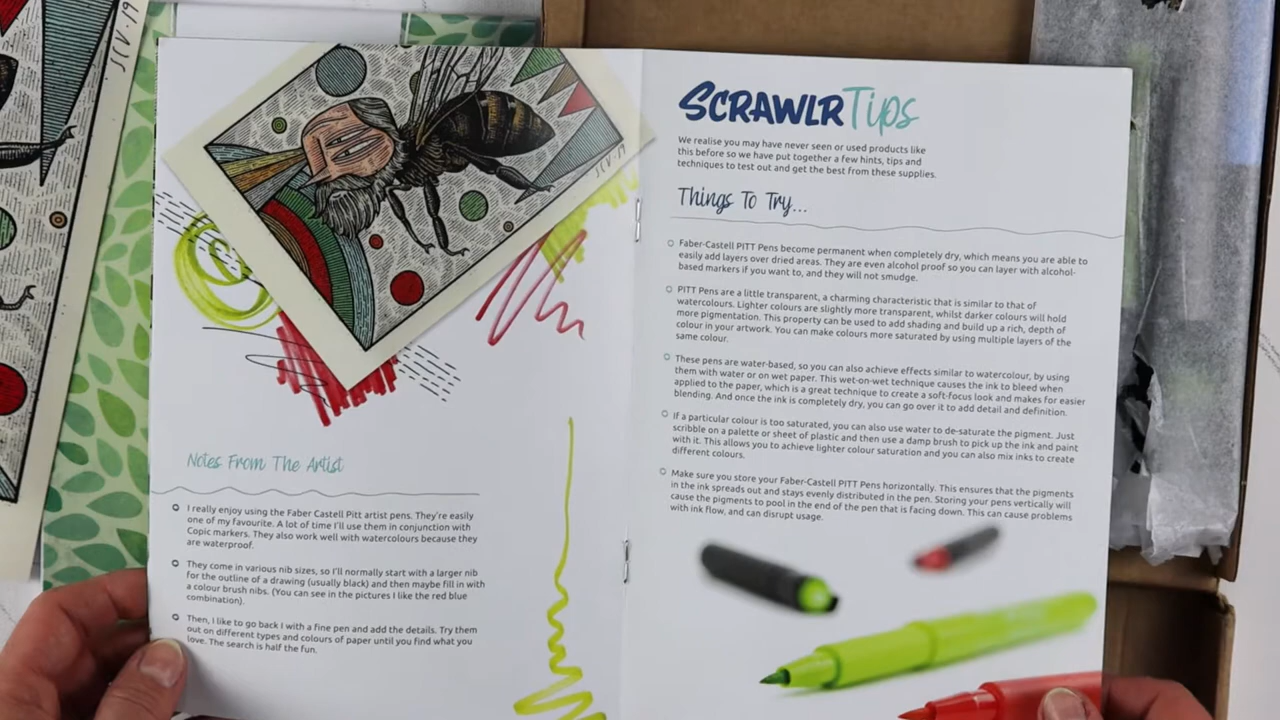 SCV.19
SCV.19
Notes From The Artist
I really enjoy using the Faber Castell Pitt artist pens. They're easily
one of my favourite. A lot of time I'll use them in conjunction with
Copic markers. They also work well with watercolours because they
are waterproof.
They come in various nib sizes, so I'll normally start with a larger nib
for the outline of a drawing (usually black) and then maybe fill in with
a colour brush nibs. (You can see in the pictures I like the red blue
combination).
Then, I like to go back I with a fine pen and add the details. Try them
out on different types and colours of paper until you find what you
love. The search is half the fun.
SCRAWLR Tips
We realise you may have never seen or used products like
this before so we have put together a few hints, tips and
techniques to test out and get the best from these supplies.
Things To Try...
Faber-Castell PITT Pens become permanent when completely dry, which means you are able to
easily add layers over dried areas. They are even alcohol proof so you can layer with alcohol-
based markers if you want to, and they will not smudge.
PITT Pens are a little transparent, a charming characteristic that is similar to that of
watercolours. Lighter colours are slightly more transparent, whilst darker colours will hold
more pigmentation. This property can be used to add shading and build up a rich, depth of
colour in your artwork. You can make colours more saturated by using multiple layers of the
same colour.
These pens are water-based, so you can also achieve effects similar to watercolour, by using
them with water or on wet paper. This wet-on-wet technique causes the ink to bleed when
applied to the paper, which is a great technique to create a soft-focus look and makes for easier
blending. And once the ink is completely dry, you can go over it to add detail and definition.
If a particular colour is too saturated, you can also use water to de-saturate the pigment. Just
scribble on a palette or sheet of plastic and then use a damp brush to pick up the ink and paint
with it. This allows you to achieve lighter colour saturation and you can also mix inks to create
different colours.
Make sure you store your Faber-Castell PITT Pens horizontally. This ensures that the pigments
in the ink spreads out and stays evenly distributed in the pen. Storing your pens vertically will
cause the pigments to pool in the end of the pen that is facing down. This can cause problems
with ink flow, and can disrupt usage.